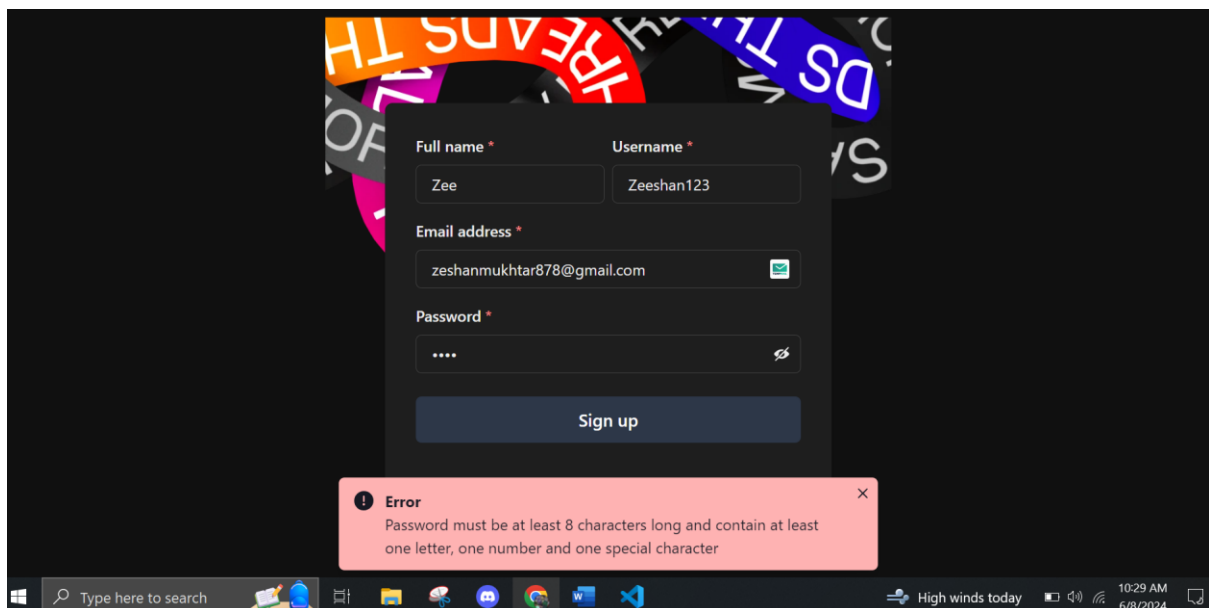 Full name *
Username *
Zee
Zeeshan123
Email address *
zeshanmukhtar878@gmail.com
Password *
••••
Sign up
Error
Password must be at least 8 characters long and contain at least
one letter, one number and one special character
Type here to search
High winds today
10:29 AM
6/8/2024